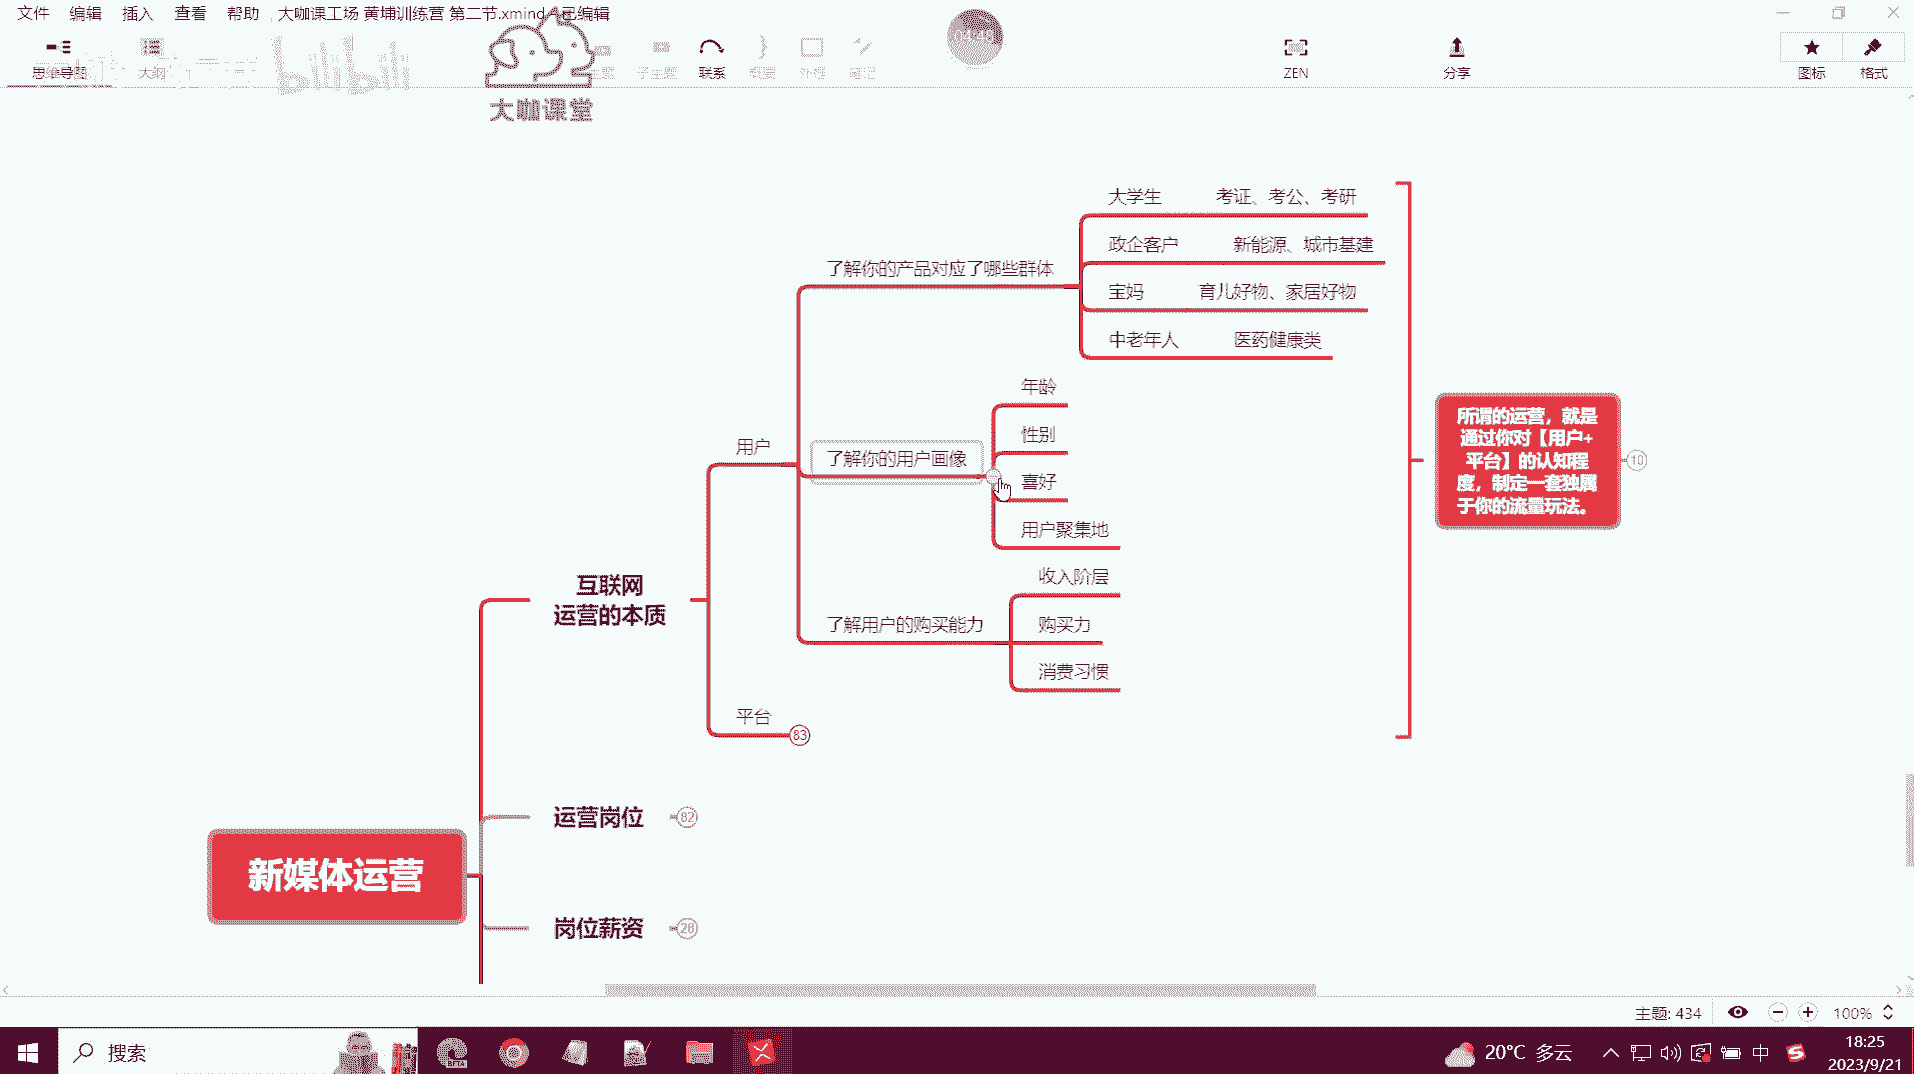 文件 编辑 插入 查看 帮助 大咖课工场 黄埔训练营 第二节.xmind - 已编辑
04:48
思维导图 大纲 bilibili 主题 子主题 联系 概要 外框 笔记 ZEN 分享 图标 格式
大咖课堂
大学生 考证、考公、考研
政企客户 新能源、城市基建
了解你的产品对应了哪些群体
宝妈 育儿好物、家居好物
中老年人 医药健康类
年龄
性别
用户
了解你的用户画像
喜好
用户聚集地
所谓的运营，就是
通过你对【用户+
平台】的认知程
度，制定一套独属
于你的流量玩法。
10
互联网
运营的本质
收入阶层
了解用户的购买能力
购买力
消费习惯
平台
83
运营岗位 82
新媒体运营
岗位薪资 28
主题: 434 100%
搜索 BETA 20°C 多云 中 18:25
2023/9/21